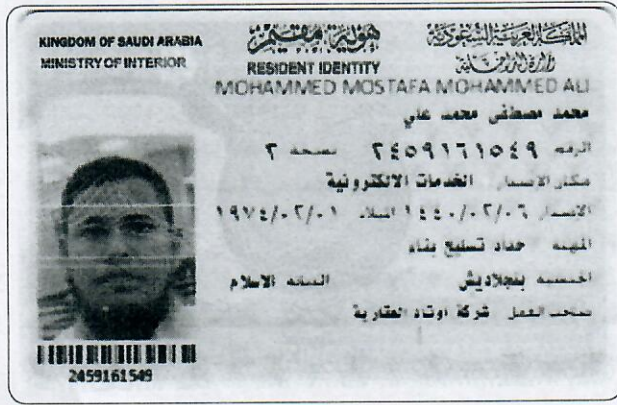 KINGDOM OF SAUDI ARABIA
MINISTRY OF INTERIOR
هوية مقيم
RESIDENT IDENTITY
المملكة العربية السعودية
وزارة الداخلية
MOHAMMED MOSTAFA MOHAMMED ALI
محمد مصطفى محمد علي
الرقم ٢٤٥٩١٦١٥٤٩ نسخة ٢
مكان الاصدار الخدمات الالكترونية
الاصدار ١٤٤٠/٠٢/٠٦ الميلاد ١٩٧٤/٠٢/٠١
المهنة حداد تسليح بناء
الجنسية بنجلاديش الديانة الاسلام
صاحب العمل شركة اوتاد العقارية
2459161549